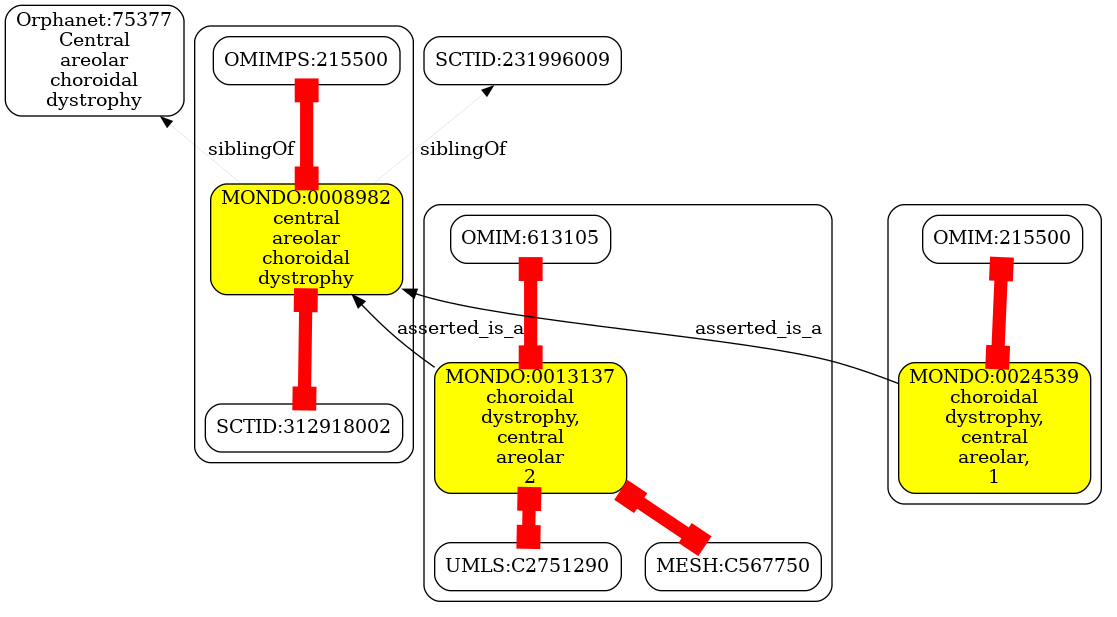 Orphanet:75377
Central
areolar
choroidal
dystrophy
OMIMPS:215500
SCTID:231996009
siblingOf
siblingOf
MONDO:0008982
central
areolar
choroidal
dystrophy
OMIM:613105
OMIM:215500
asserted_is_a
asserted_is_a
SCTID:312918002
MONDO:0013137
choroidal
dystrophy,
central
areolar
2
MONDO:0024539
choroidal
dystrophy,
central
areolar,
1
UMLS:C2751290
MESH:C567750